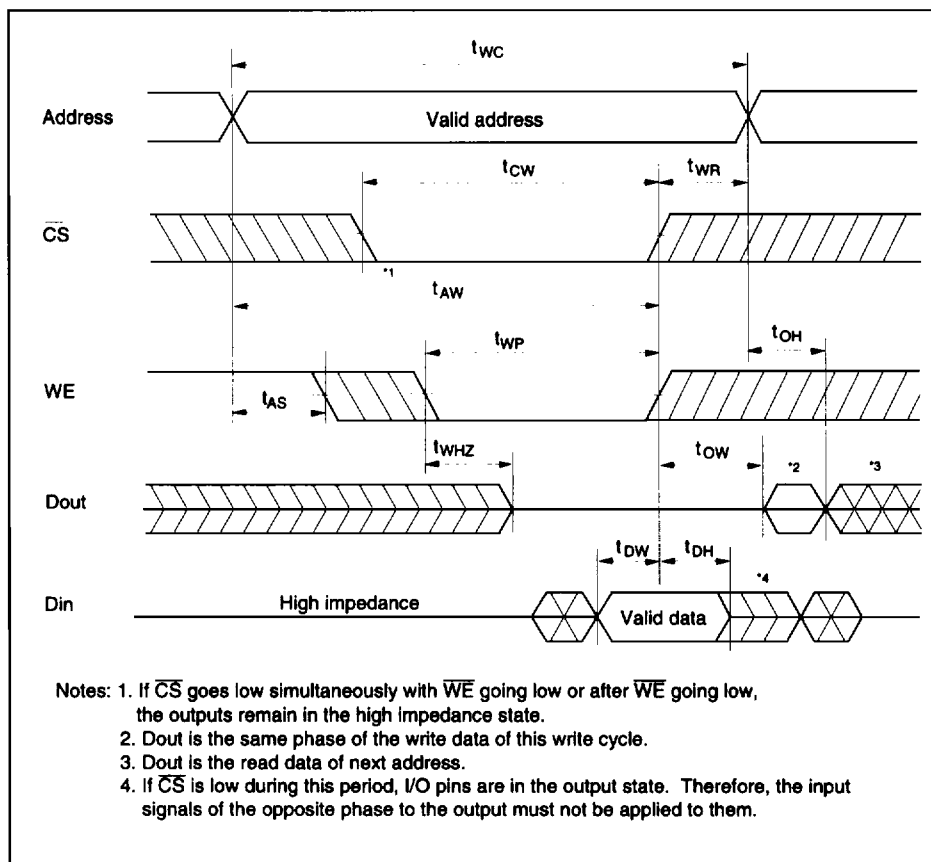 tWC
Address
Valid address
tCW
tWR
C̅S̅
*1
tAW
tWP
tOH
WE
tAS
tWHZ
tOW
*2
*3
Dout
tDW
tDH
*4
Din
High impedance
Valid data
Notes: 1. If C̅S̅ goes low simultaneously with W̅E̅ going low or after W̅E̅ going low,
the outputs remain in the high impedance state.
2. Dout is the same phase of the write data of this write cycle.
3. Dout is the read data of next address.
4. If C̅S̅ is low during this period, I/O pins are in the output state. Therefore, the input
signals of the opposite phase to the output must not be applied to them.